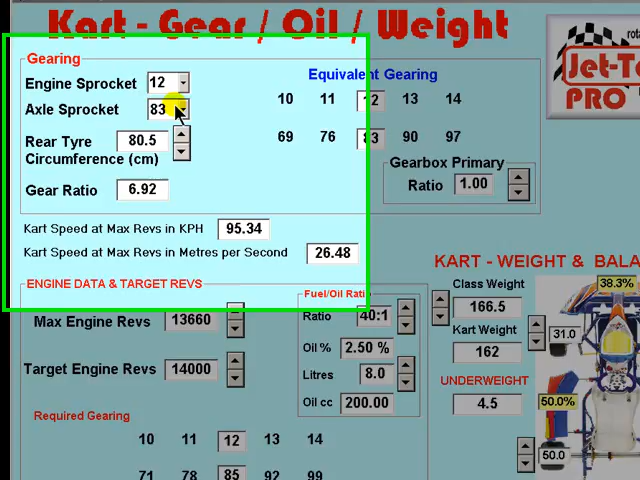 Kart - Gear / Oil / Weight
Gearing
Engine Sprocket 12
Axle Sprocket 83
Rear Tyre
Circumference (cm) 80.5
Gear Ratio 6.92
Equivalent Gearing
10 11 12 13 14
69 76 83 90 97
Gearbox Primary
Ratio : 1.00
Jet-Te
PRO
Kart Speed at Max Revs in KPH 95.34
Kart Speed at Max Revs in Metres per Second 26.48
ENGINE DATA & TARGET REVS
Max Engine Revs 13660
Target Engine Revs 14000
Fuel/Oil Ratio
Ratio 40:1
Oil % 2.50 %
Litres 8.0
Oil cc 200.00
Required Gearing
10 11 12 13 14
71 78 85 92 99
KART - WEIGHT & BALA
Class Weight
166.5
Kart Weight
162
UNDERWEIGHT
4.5
38.3%
31.0
50.0%
50.0